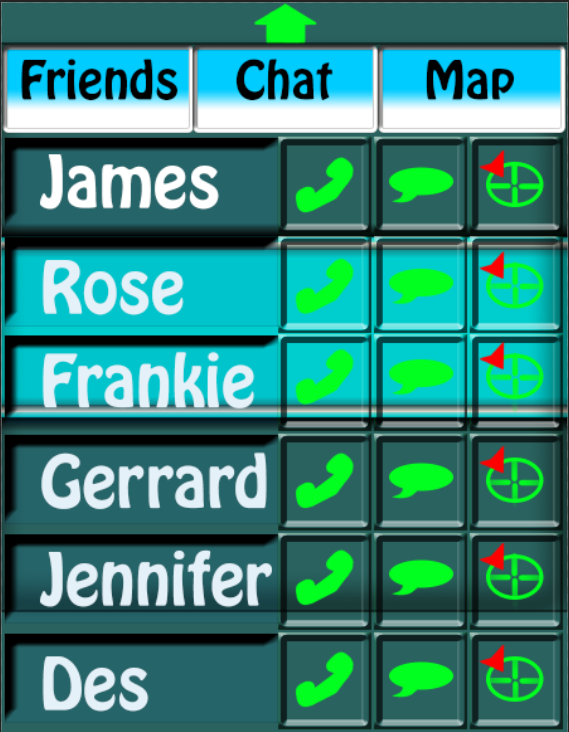 Friends Chat Map
James
Rose
Frankie
Gerrard
Jennifer
Des